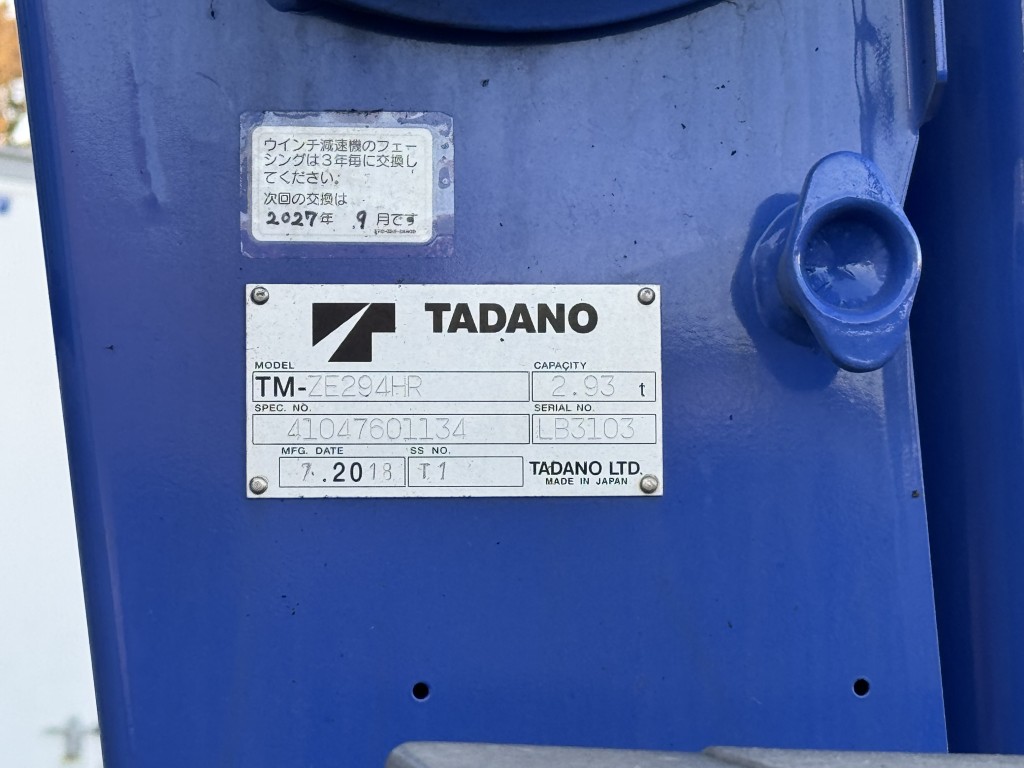 ウインチ減速機のフェー
シングは3年毎に交換し
てください。
次回の交換は
2027年 9月です
TADANO
MODEL
TM-ZE294HR
CAPACITY
2.93 t
SPEC. NO.
41047601134
SERIAL NO.
LB3103
MFG. DATE
7.2018
SS NO.
T1
TADANO LTD.
MADE IN JAPAN